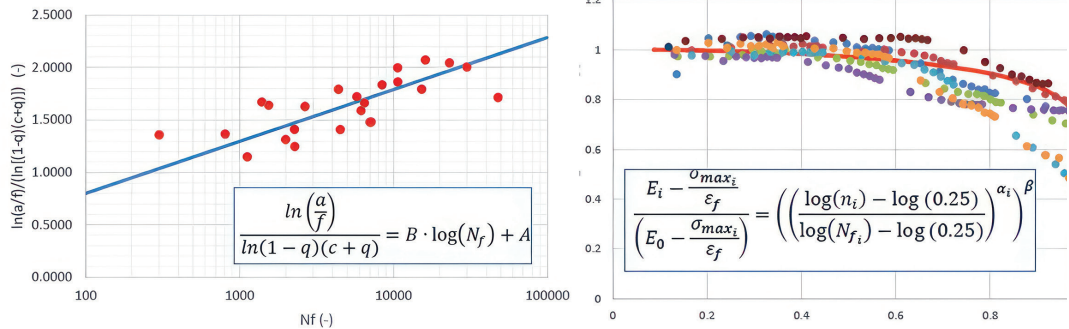 2.5000
2.0000
1.5000
1.0000
0.5000
0.0000
ln(a/f)/(ln[(1-q)(c+q)]) (-)
100 1000 10000 100000
Nf (-)
ln(a/f) / ln(1 − q)(c + q) = B · log(N_f) + A
1.2
1
0.8
0.6
0.4
0.2
0
0 0.2 0.4 0.6 0.8
(E_i − σ_max_i/ε_f) / (E_0 − σ_max_i/ε_f) = (((log(n_i) − log (0.25)) / (log(N_f_i) − log (0.25)))^α_i)^β